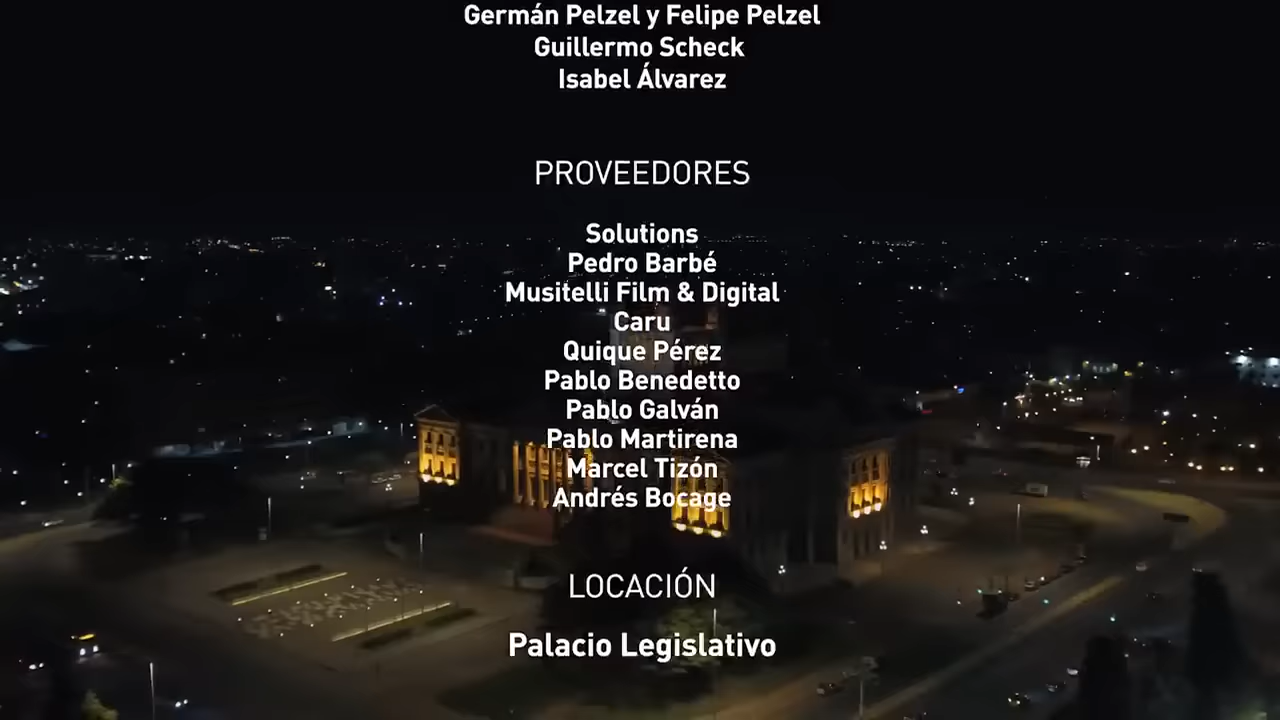 Germán Pelzel y Felipe Pelzel
Guillermo Scheck
Isabel Álvarez
PROVEEDORES
Solutions
Pedro Barbé
Musitelli Film & Digital
Caru
Quique Pérez
Pablo Benedetto
Pablo Galván
Pablo Martirena
Marcel Tizón
Andrés Bocage
LOCACIÓN
Palacio Legislativo